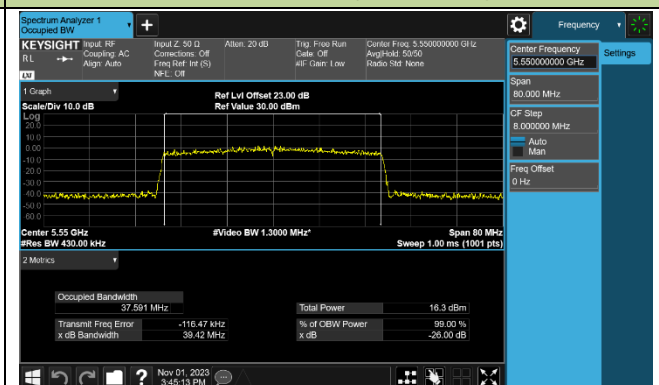 Spectrum Analyzer 1
Occupied BW
+
Frequency
KEYSIGHT Input: RF Input Z: 50 Ω Atten: 20 dB Trig: Free Run Center Freq: 5.550000000 GHz
RL Coupling: AC Corrections: Off Gate: Off Avg|Hold: 50/50
Align: Auto Freq Ref: Int (S) #IF Gain: Low Radio Std: None
LXI NFE: Off
Center Frequency
5.550000000 GHz
Settings
Span
80.000 MHz
CF Step
8.000000 MHz
Auto
Man
Freq Offset
0 Hz
1 Graph
Ref Lvl Offset 23.00 dB
Scale/Div 10.0 dB Ref Value 30.00 dBm
Log
20.0
10.0
0.00
-10.0
-20.0
-30.0
-40.0
-50.0
-60.0
Center 5.55 GHz #Video BW 1.3000 MHz* Span 80 MHz
#Res BW 430.00 kHz Sweep 1.00 ms (1001 pts)
2 Metrics
Occupied Bandwidth
37.591 MHz Total Power 16.3 dBm
Transmit Freq Error -116.47 kHz % of OBW Power 99.00 %
x dB Bandwidth 39.42 MHz x dB -26.00 dB
? Nov 01, 2023
3:45:13 PM